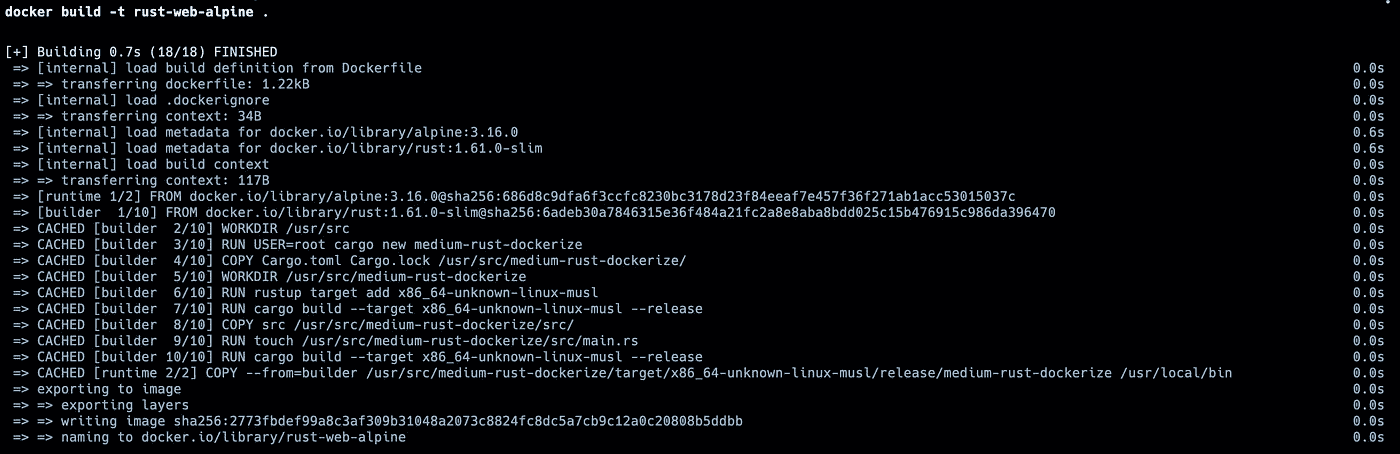 docker build -t rust-web-alpine .
[+] Building 0.7s (18/18) FINISHED
=> [internal] load build definition from Dockerfile 0.0s
=> => transferring dockerfile: 1.22kB 0.0s
=> [internal] load .dockerignore 0.0s
=> => transferring context: 34B 0.0s
=> [internal] load metadata for docker.io/library/alpine:3.16.0 0.6s
=> [internal] load metadata for docker.io/library/rust:1.61.0-slim 0.6s
=> [internal] load build context 0.0s
=> => transferring context: 117B 0.0s
=> [runtime 1/2] FROM docker.io/library/alpine:3.16.0@sha256:686d8c9dfa6f3ccfc8230bc3178d23f84eeaf7e457f36f271ab1acc53015037c 0.0s
=> [builder  1/10] FROM docker.io/library/rust:1.61.0-slim@sha256:6adeb30a7846315e36f484a21fc2a8e8aba8bdd025c15b476915c986da396470 0.0s
=> CACHED [builder  2/10] WORKDIR /usr/src 0.0s
=> CACHED [builder  3/10] RUN USER=root cargo new medium-rust-dockerize 0.0s
=> CACHED [builder  4/10] COPY Cargo.toml Cargo.lock /usr/src/medium-rust-dockerize/ 0.0s
=> CACHED [builder  5/10] WORKDIR /usr/src/medium-rust-dockerize 0.0s
=> CACHED [builder  6/10] RUN rustup target add x86_64-unknown-linux-musl 0.0s
=> CACHED [builder  7/10] RUN cargo build --target x86_64-unknown-linux-musl --release 0.0s
=> CACHED [builder  8/10] COPY src /usr/src/medium-rust-dockerize/src/ 0.0s
=> CACHED [builder  9/10] RUN touch /usr/src/medium-rust-dockerize/src/main.rs 0.0s
=> CACHED [builder 10/10] RUN cargo build --target x86_64-unknown-linux-musl --release 0.0s
=> CACHED [runtime 2/2] COPY --from=builder /usr/src/medium-rust-dockerize/target/x86_64-unknown-linux-musl/release/medium-rust-dockerize /usr/local/bin 0.0s
=> exporting to image 0.0s
=> => exporting layers 0.0s
=> => writing image sha256:2773fbdef99a8c3af309b31048a2073c8824fc8dc5a7cb9c12a0c20808b5ddbb 0.0s
=> => naming to docker.io/library/rust-web-alpine 0.0s